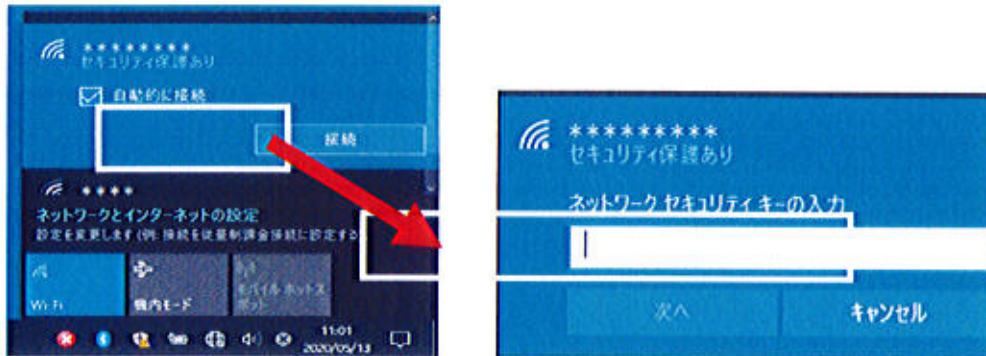 ********
セキュリティ保護あり
自動的に接続
接続
****
ネットワークとインターネットの設定
設定を変更します (例: 接続を従量制課金接続に設定する
Wi-Fi
機内モード
モバイル ホットス
ポット
11:01
2020/05/13
*********
セキュリティ保護あり
ネットワーク セキュリティ キーの入力
次へ
キャンセル